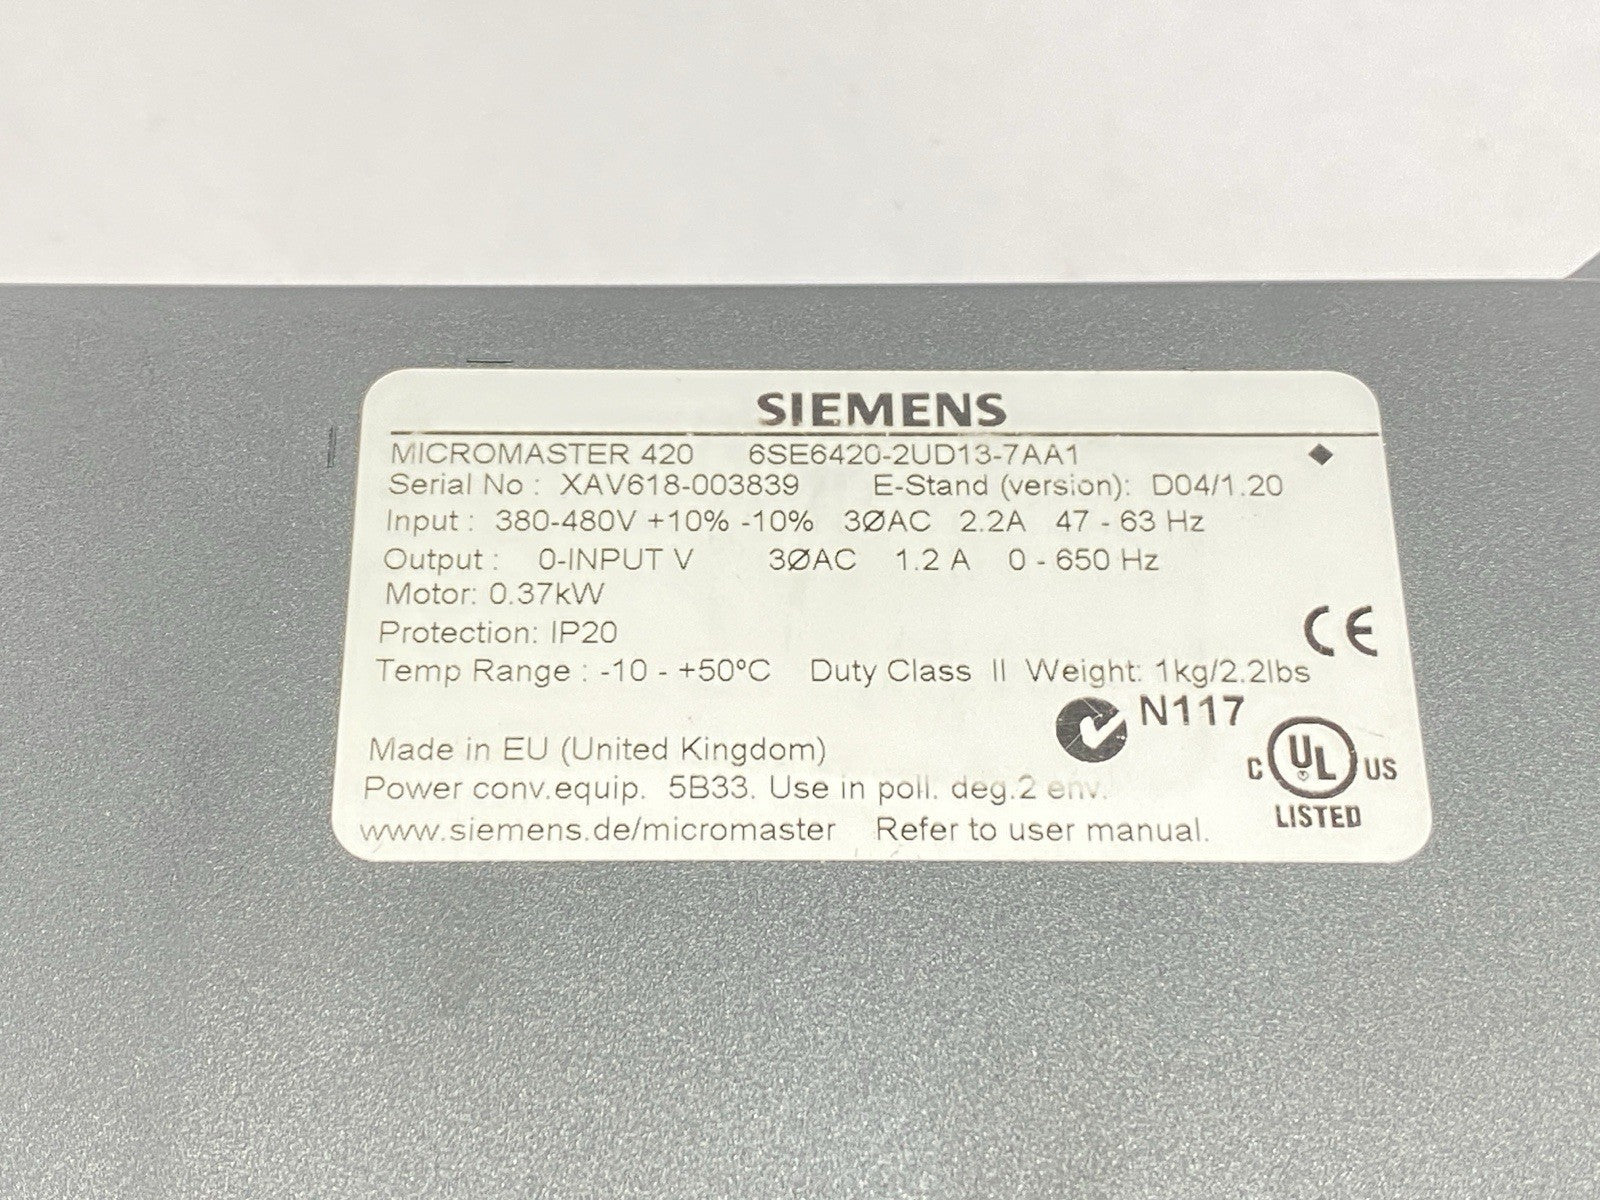 SIEMENS
MICROMASTER 420 6SE6420-2UD13-7AA1
Serial No : XAV618-003839 E-Stand (version): D04/1.20
Input : 380-480V +10% -10% 3ØAC 2.2A 47 - 63 Hz
Output : 0-INPUT V 3ØAC 1.2 A 0 - 650 Hz
Motor: 0.37kW
Protection: IP20
CE
Temp Range : -10 - +50ºC Duty Class II Weight: 1kg/2.2lbs
N117
Made in EU (United Kingdom)
C UL US
Power conv.equip. 5B33. Use in poll. deg.2 env.
LISTED
www.siemens.de/micromaster Refer to user manual.